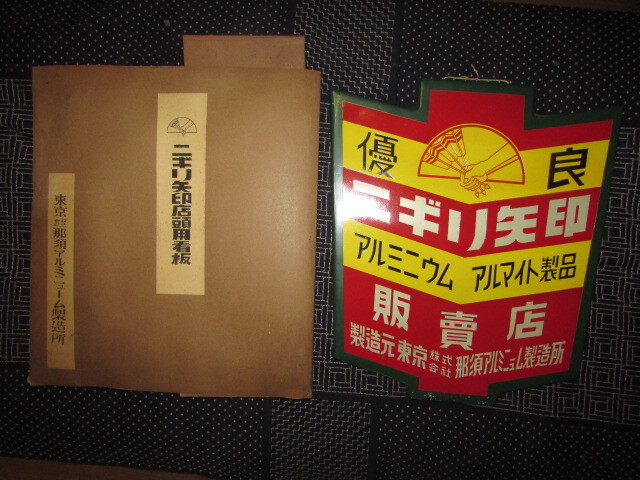 ニギリ矢印店頭用看板
東京 株式会社 那須アルミニューム製造所
優良
ニギリ矢印
アルミニウム アルマイト製品
販賣店
製造元 東京 株式会社 那須アルミニューム製造所